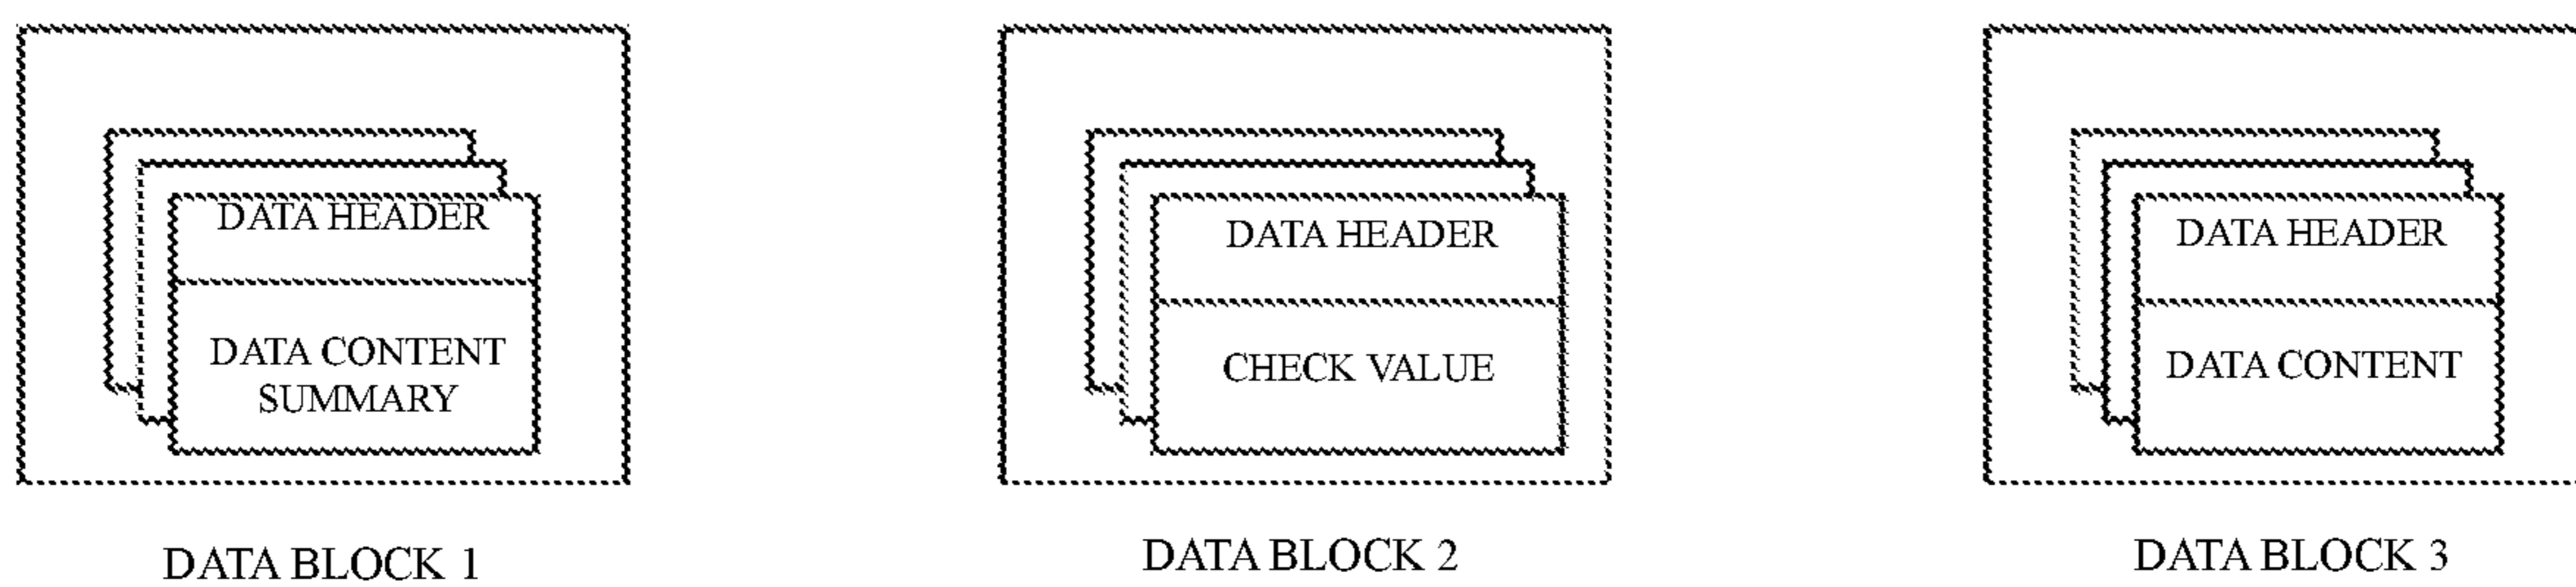 DATA HEADER
DATA CONTENT
SUMMARY
DATA BLOCK 1
DATA HEADER
CHECK VALUE
DATA BLOCK 2
DATA HEADER
DATA CONTENT
DATA BLOCK 3